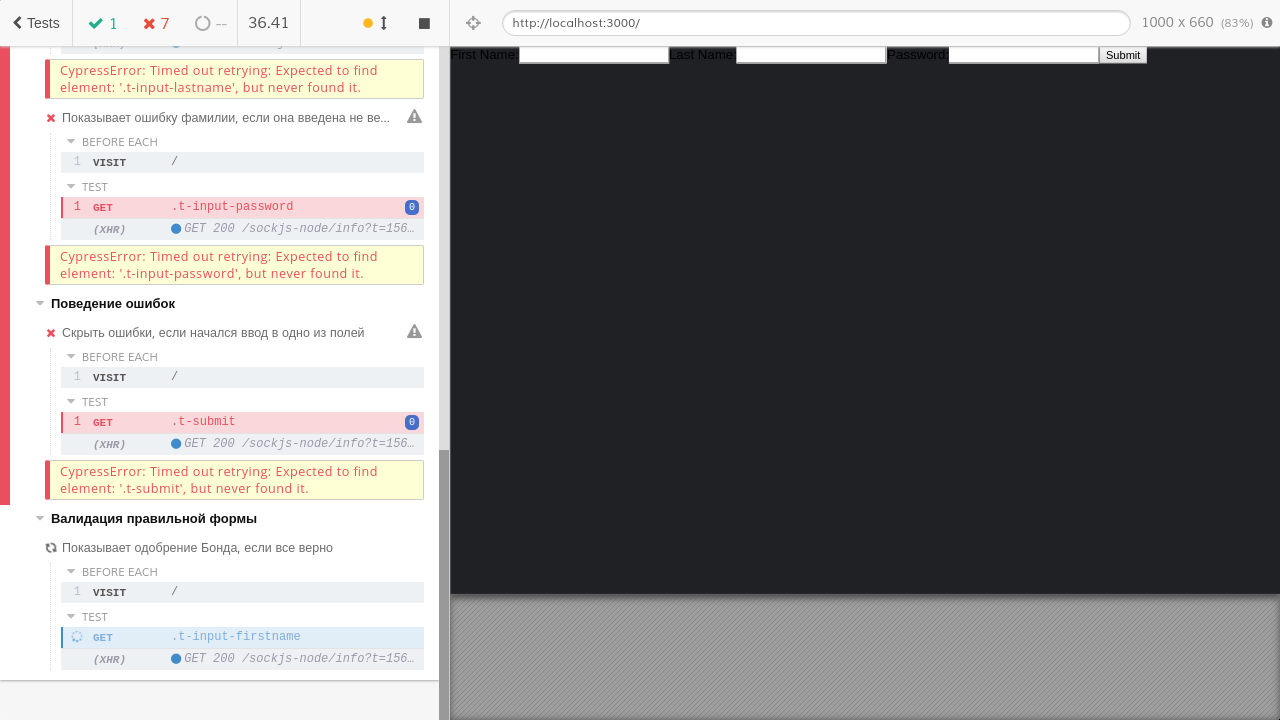 Tests
1
7
--
36.41
http://localhost:3000/
1000 x 660 (83%)
CypressError: Timed out retrying: Expected to find
element: '.t-input-lastname', but never found it.
Показывает ошибку фамилии, если она введена не ве...
BEFORE EACH
1 VISIT /
TEST
1 GET .t-input-password 0
(XHR) GET 200 /sockjs-node/info?t=156…
CypressError: Timed out retrying: Expected to find
element: '.t-input-password', but never found it.
Поведение ошибок
Скрыть ошибки, если начался ввод в одно из полей
BEFORE EACH
1 VISIT /
TEST
1 GET .t-submit 0
(XHR) GET 200 /sockjs-node/info?t=156…
CypressError: Timed out retrying: Expected to find
element: '.t-submit', but never found it.
Валидация правильной формы
Показывает одобрение Бонда, если все верно
BEFORE EACH
1 VISIT /
TEST
GET .t-input-firstname
(XHR) GET 200 /sockjs-node/info?t=156…
First Name: Last Name: Password: Submit